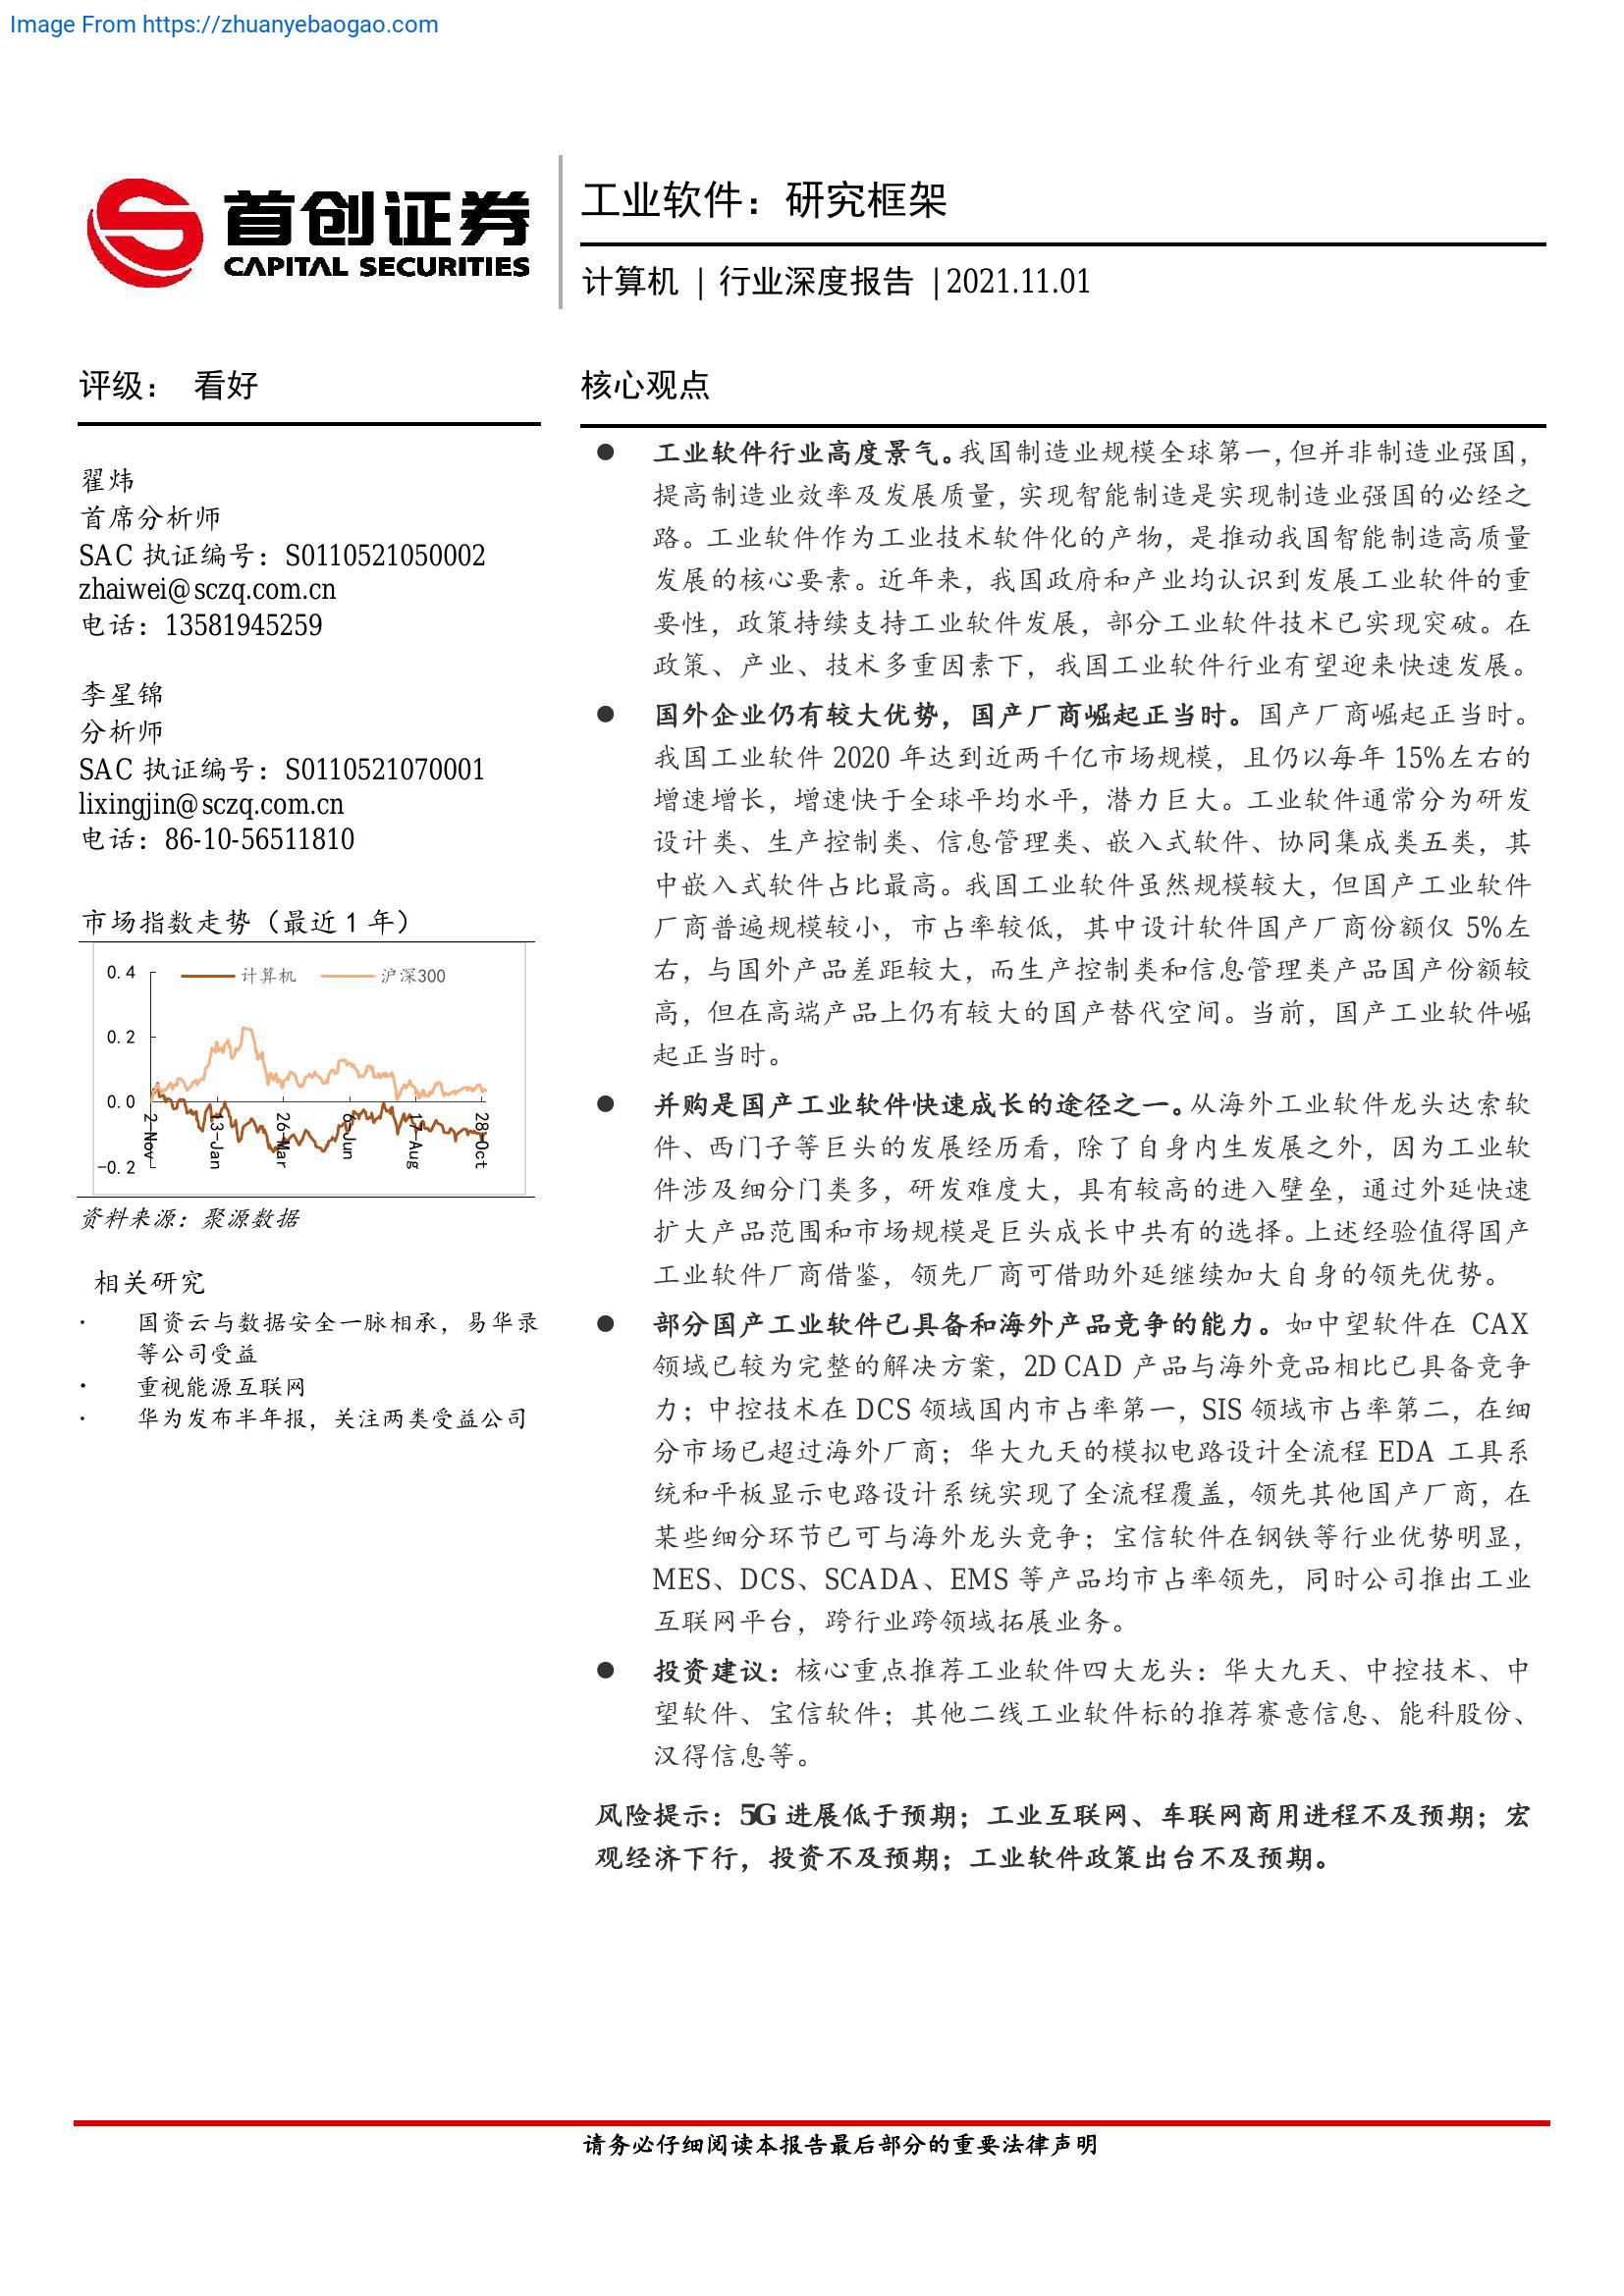 Image From https://zhuanyebaogao.com
首创证券
CAPITAL SECURITIES
工业软件：研究框架
计算机 | 行业深度报告 |2021.11.01
评级： 看好
翟炜
首席分析师
SAC 执证编号：S0110521050002
zhaiwei@sczq.com.cn
电话：13581945259
李星锦
分析师
SAC 执证编号：S0110521070001
lixingjin@sczq.com.cn
电话：86-10-56511810
市场指数走势（最近 1 年）
计算机 沪深300
0.4
0.2
0.0
-0.2
2-Nov 13-Jan 26-Mar 6-Jun 17-Aug 28-Oct
资料来源：聚源数据
相关研究
· 国资云与数据安全一脉相承，易华录
等公司受益
· 重视能源互联网
· 华为发布半年报，关注两类受益公司
核心观点
● 工业软件行业高度景气。我国制造业规模全球第一，但并非制造业强国，
提高制造业效率及发展质量，实现智能制造是实现制造业强国的必经之
路。工业软件作为工业技术软件化的产物，是推动我国智能制造高质量
发展的核心要素。近年来，我国政府和产业均认识到发展工业软件的重
要性，政策持续支持工业软件发展，部分工业软件技术已实现突破。在
政策、产业、技术多重因素下，我国工业软件行业有望迎来快速发展。
● 国外企业仍有较大优势，国产厂商崛起正当时。国产厂商崛起正当时。
我国工业软件 2020 年达到近两千亿市场规模，且仍以每年 15%左右的
增速增长，增速快于全球平均水平，潜力巨大。工业软件通常分为研发
设计类、生产控制类、信息管理类、嵌入式软件、协同集成类五类，其
中嵌入式软件占比最高。我国工业软件虽然规模较大，但国产工业软件
厂商普遍规模较小，市占率较低，其中设计软件国产厂商份额仅 5%左
右，与国外产品差距较大，而生产控制类和信息管理类产品国产份额较
高，但在高端产品上仍有较大的国产替代空间。当前，国产工业软件崛
起正当时。
● 并购是国产工业软件快速成长的途径之一。从海外工业软件龙头达索软
件、西门子等巨头的发展经历看，除了自身内生发展之外，因为工业软
件涉及细分门类多，研发难度大，具有较高的进入壁垒，通过外延快速
扩大产品范围和市场规模是巨头成长中共有的选择。上述经验值得国产
工业软件厂商借鉴，领先厂商可借助外延继续加大自身的领先优势。
● 部分国产工业软件已具备和海外产品竞争的能力。如中望软件在 CAX
领域已较为完整的解决方案，2D CAD 产品与海外竞品相比已具备竞争
力；中控技术在 DCS 领域国内市占率第一，SIS 领域市占率第二，在细
分市场已超过海外厂商；华大九天的模拟电路设计全流程 EDA 工具系
统和平板显示电路设计系统实现了全流程覆盖，领先其他国产厂商，在
某些细分环节已可与海外龙头竞争；宝信软件在钢铁等行业优势明显，
MES、DCS、SCADA、EMS 等产品均市占率领先，同时公司推出工业
互联网平台，跨行业跨领域拓展业务。
● 投资建议：核心重点推荐工业软件四大龙头：华大九天、中控技术、中
望软件、宝信软件；其他二线工业软件标的推荐赛意信息、能科股份、
汉得信息等。
风险提示：5G 进展低于预期；工业互联网、车联网商用进程不及预期；宏
观经济下行，投资不及预期；工业软件政策出台不及预期。
请务必仔细阅读本报告最后部分的重要法律声明